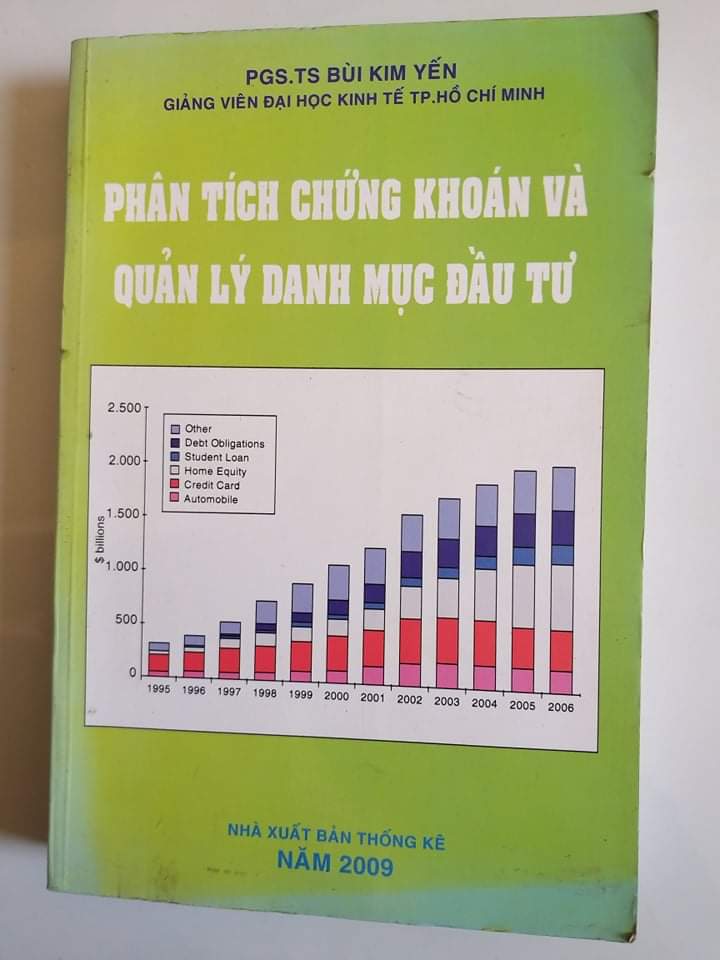 PGS.TS BÙI KIM YẾN
GIẢNG VIÊN ĐẠI HỌC KINH TẾ TP.HỒ CHÍ MINH
PHÂN TÍCH CHỨNG KHOÁN VÀ
QUẢN LÝ DANH MỤC ĐẦU TƯ
2.500
2.000
1.500
1.000
500
0
$ billions
Other
Debt Obligations
Student Loan
Home Equity
Credit Card
Automobile
1995 1996 1997 1998 1999 2000 2001 2002 2003 2004 2005 2006
NHÀ XUẤT BẢN THỐNG KÊ
NĂM 2009